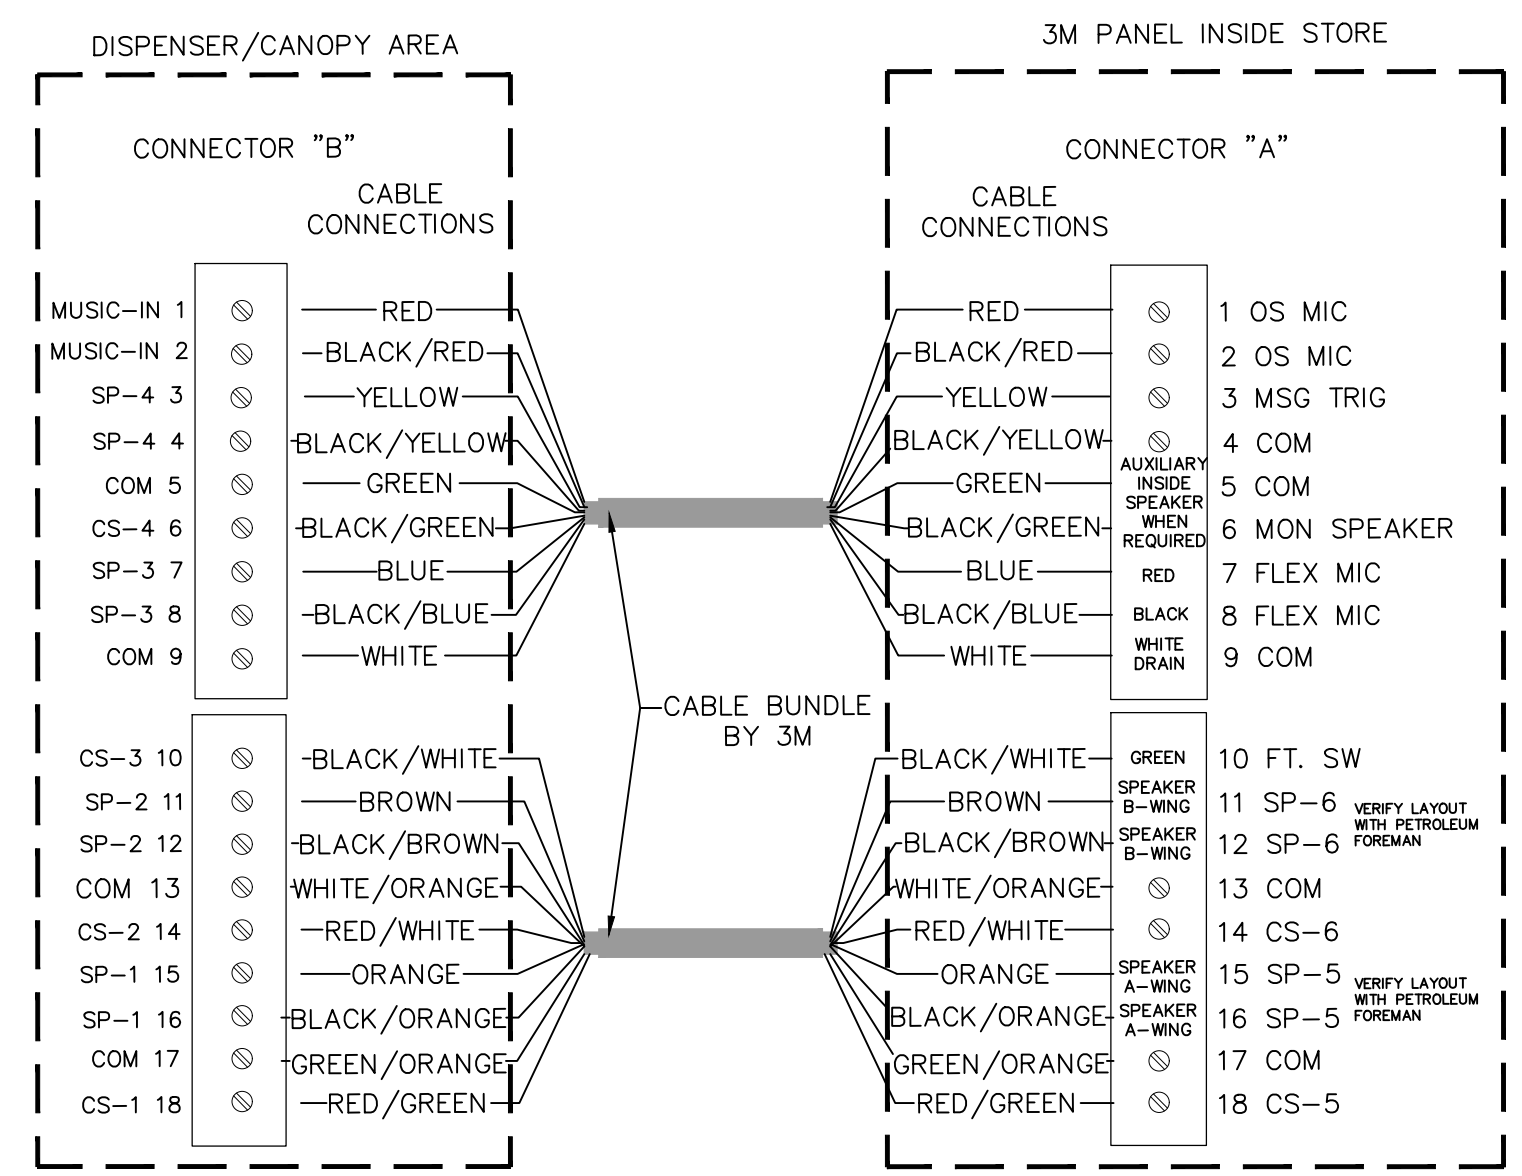 DISPENSER/CANOPY AREA
CONNECTOR "B"
CABLE
CONNECTIONS
MUSIC-IN 1 RED
MUSIC-IN 2 BLACK/RED
SP-4 3 YELLOW
SP-4 4 BLACK/YELLOW
COM 5 GREEN
CS-4 6 BLACK/GREEN
SP-3 7 BLUE
SP-3 8 BLACK/BLUE
COM 9 WHITE
CS-3 10 BLACK/WHITE
SP-2 11 BROWN
SP-2 12 BLACK/BROWN
COM 13 WHITE/ORANGE
CS-2 14 RED/WHITE
SP-1 15 ORANGE
SP-1 16 BLACK/ORANGE
COM 17 GREEN/ORANGE
CS-1 18 RED/GREEN
CABLE BUNDLE
BY 3M
3M PANEL INSIDE STORE
CONNECTOR "A"
CABLE
CONNECTIONS
RED 1 OS MIC
BLACK/RED 2 OS MIC
YELLOW 3 MSG TRIG
BLACK/YELLOW 4 COM
GREEN 5 COM
BLACK/GREEN 6 MON SPEAKER
AUXILIARY
INSIDE
SPEAKER
WHEN
REQUIRED
BLUE RED 7 FLEX MIC
BLACK/BLUE BLACK 8 FLEX MIC
WHITE 9 COM
WHITE
DRAIN
BLACK/WHITE GREEN 10 FT. SW
BROWN 11 SP-6
SPEAKER
B-WING
BLACK/BROWN 12 SP-6
SPEAKER
B-WING
VERIFY LAYOUT
WITH PETROLEUM
FOREMAN
WHITE/ORANGE 13 COM
RED/WHITE 14 CS-6
ORANGE 15 SP-5
SPEAKER
A-WING
BLACK/ORANGE 16 SP-5
SPEAKER
A-WING
VERIFY LAYOUT
WITH PETROLEUM
FOREMAN
GREEN/ORANGE 17 COM
RED/GREEN 18 CS-5